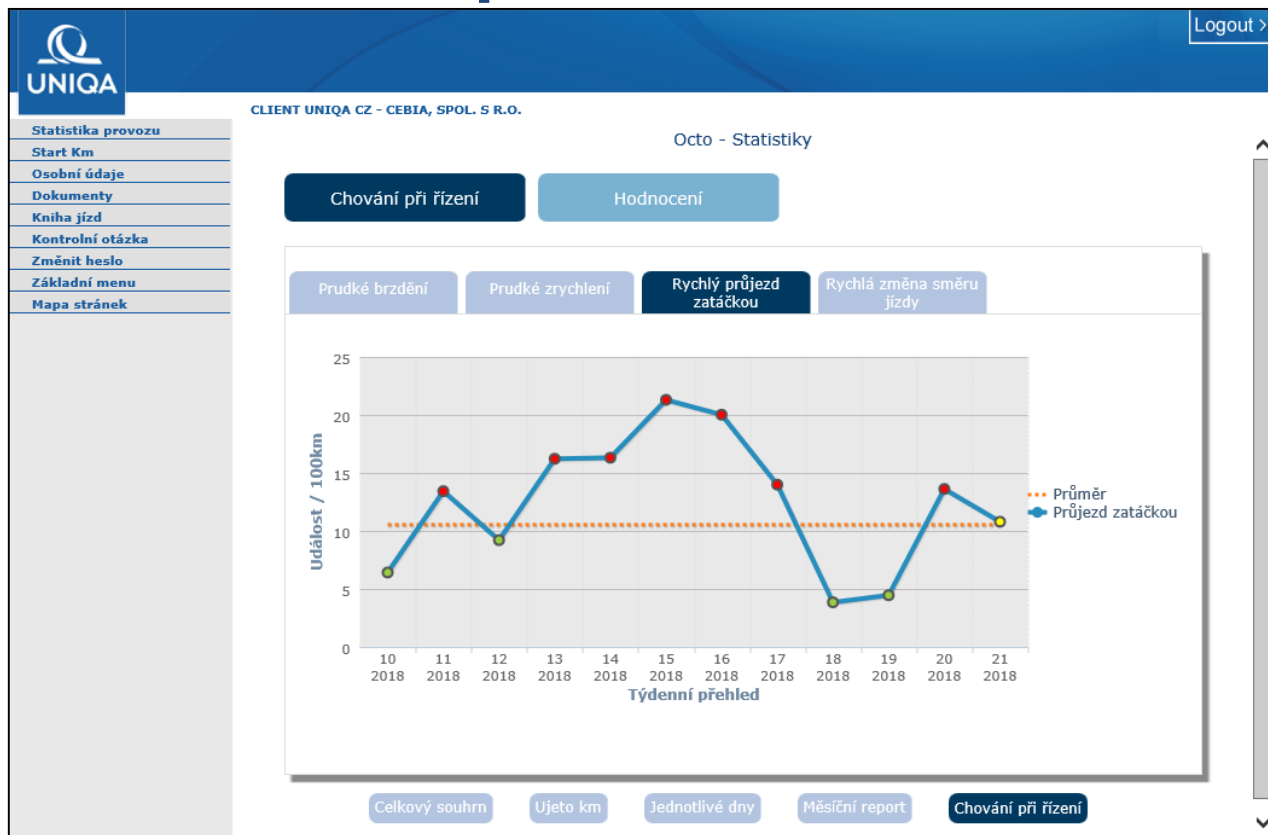 Logout >
UNIQA
CLIENT UNIQA CZ - CEBIA, SPOL. S R.O.
Statistika provozu
Start Km
Osobní údaje
Dokumenty
Kniha jízd
Kontrolní otázka
Změnit heslo
Základní menu
Mapa stránek
Octo - Statistiky
Chování při řízení
Hodnocení
Prudké brzdění
Prudké zrychlení
Rychlý průjezd
zatáčkou
Rychlá změna směru
jízdy
25
20
15
10
5
0
Událost / 100km
10 11 12 13 14 15 16 17 18 19 20 21
2018 2018 2018 2018 2018 2018 2018 2018 2018 2018 2018 2018
Týdenní přehled
Průměr
Průjezd zatáčkou
Celkový souhrn
Ujeto km
Jednotlivé dny
Měsíční report
Chování při řízení